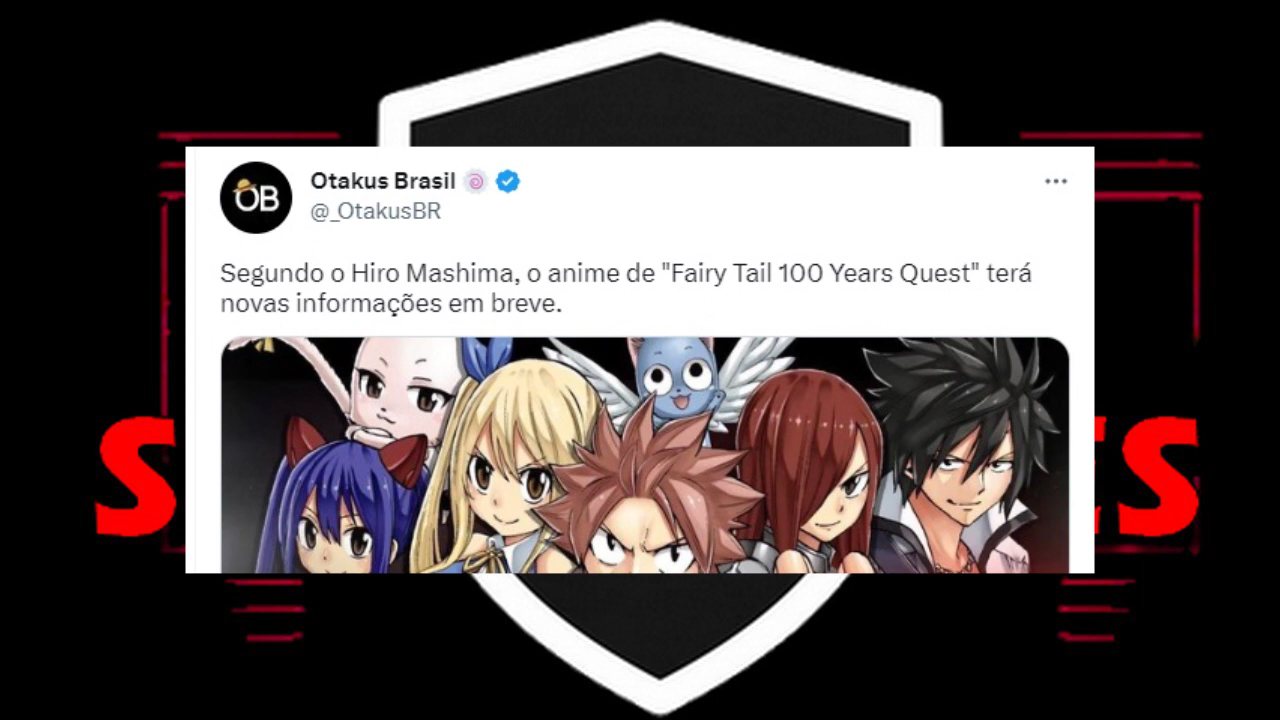 Otakus Brasil
@_OtakusBR
OB
Segundo o Hiro Mashima, o anime de "Fairy Tail 100 Years Quest" terá
novas informações em breve.
S
ES